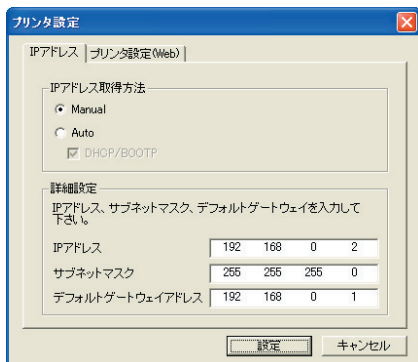 プリンタ設定
IPアドレス プリンタ設定(Web)
IPアドレス取得方法
Manual
Auto
DHCP/BOOTP
詳細設定
IPアドレス、サブネットマスク、デフォルトゲートウェイを入力して
下さい。
IPアドレス 192 168 0 2
サブネットマスク 255 255 255 0
デフォルトゲートウェイアドレス 192 168 0 1
設定 キャンセル